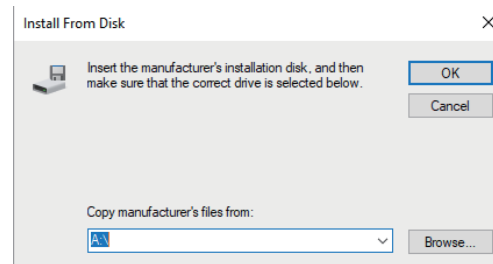 Install From Disk
Insert the manufacturer's installation disk, and then
make sure that the correct drive is selected below.
OK
Cancel
Copy manufacturer's files from:
A:\
Browse...